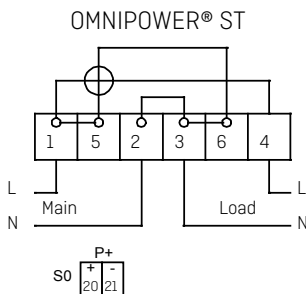 OMNIPOWER® ST
1 5 2 3 6 4
L Main Load L
N N
P+
S0 + -
20 21